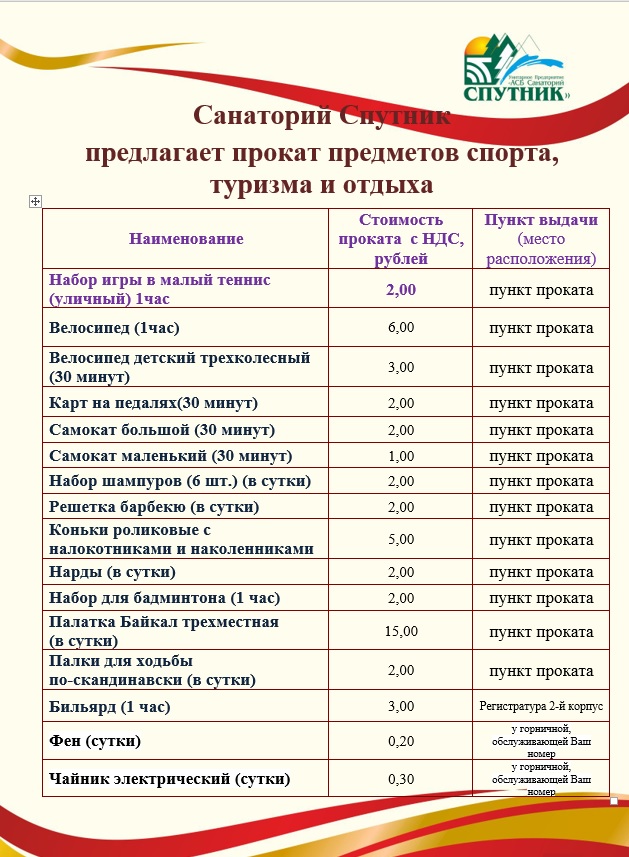 Унитарное Предприятие
«АСБ Санаторий
СПУТНИК»
Санаторий Спутник
предлагает прокат предметов спорта,
туризма и отдыха
Наименование
Стоимость
проката с НДС,
рублей
Пункт выдачи
(место
расположения)
Набор игры в малый теннис
(уличный) 1час
2,00
пункт проката
Велосипед (1час)
6,00
пункт проката
Велосипед детский трехколесный
(30 минут)
3,00
пункт проката
Карт на педалях(30 минут)
2,00
пункт проката
Самокат большой (30 минут)
2,00
пункт проката
Самокат маленький (30 минут)
1,00
пункт проката
Набор шампуров (6 шт.) (в сутки)
2,00
пункт проката
Решетка барбекю (в сутки)
2,00
пункт проката
Коньки роликовые с
налокотниками и наколенниками
5,00
пункт проката
Нарды (в сутки)
2,00
пункт проката
Набор для бадминтона (1 час)
2,00
пункт проката
Палатка Байкал трехместная
(в сутки)
15,00
пункт проката
Палки для ходьбы
по-скандинавски (в сутки)
2,00
пункт проката
Бильярд (1 час)
3,00
Регистратура 2-й корпус
Фен (сутки)
0,20
у горничной,
обслуживающей Ваш
номер
Чайник электрический (сутки)
0,30
у горничной,
обслуживающей Ваш
номер